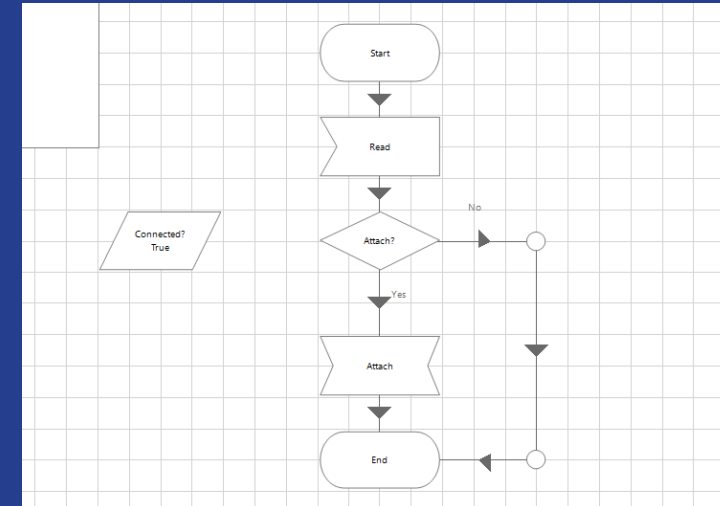 Start
Read
No
Connected?
True
Attach?
Yes
Attach
End